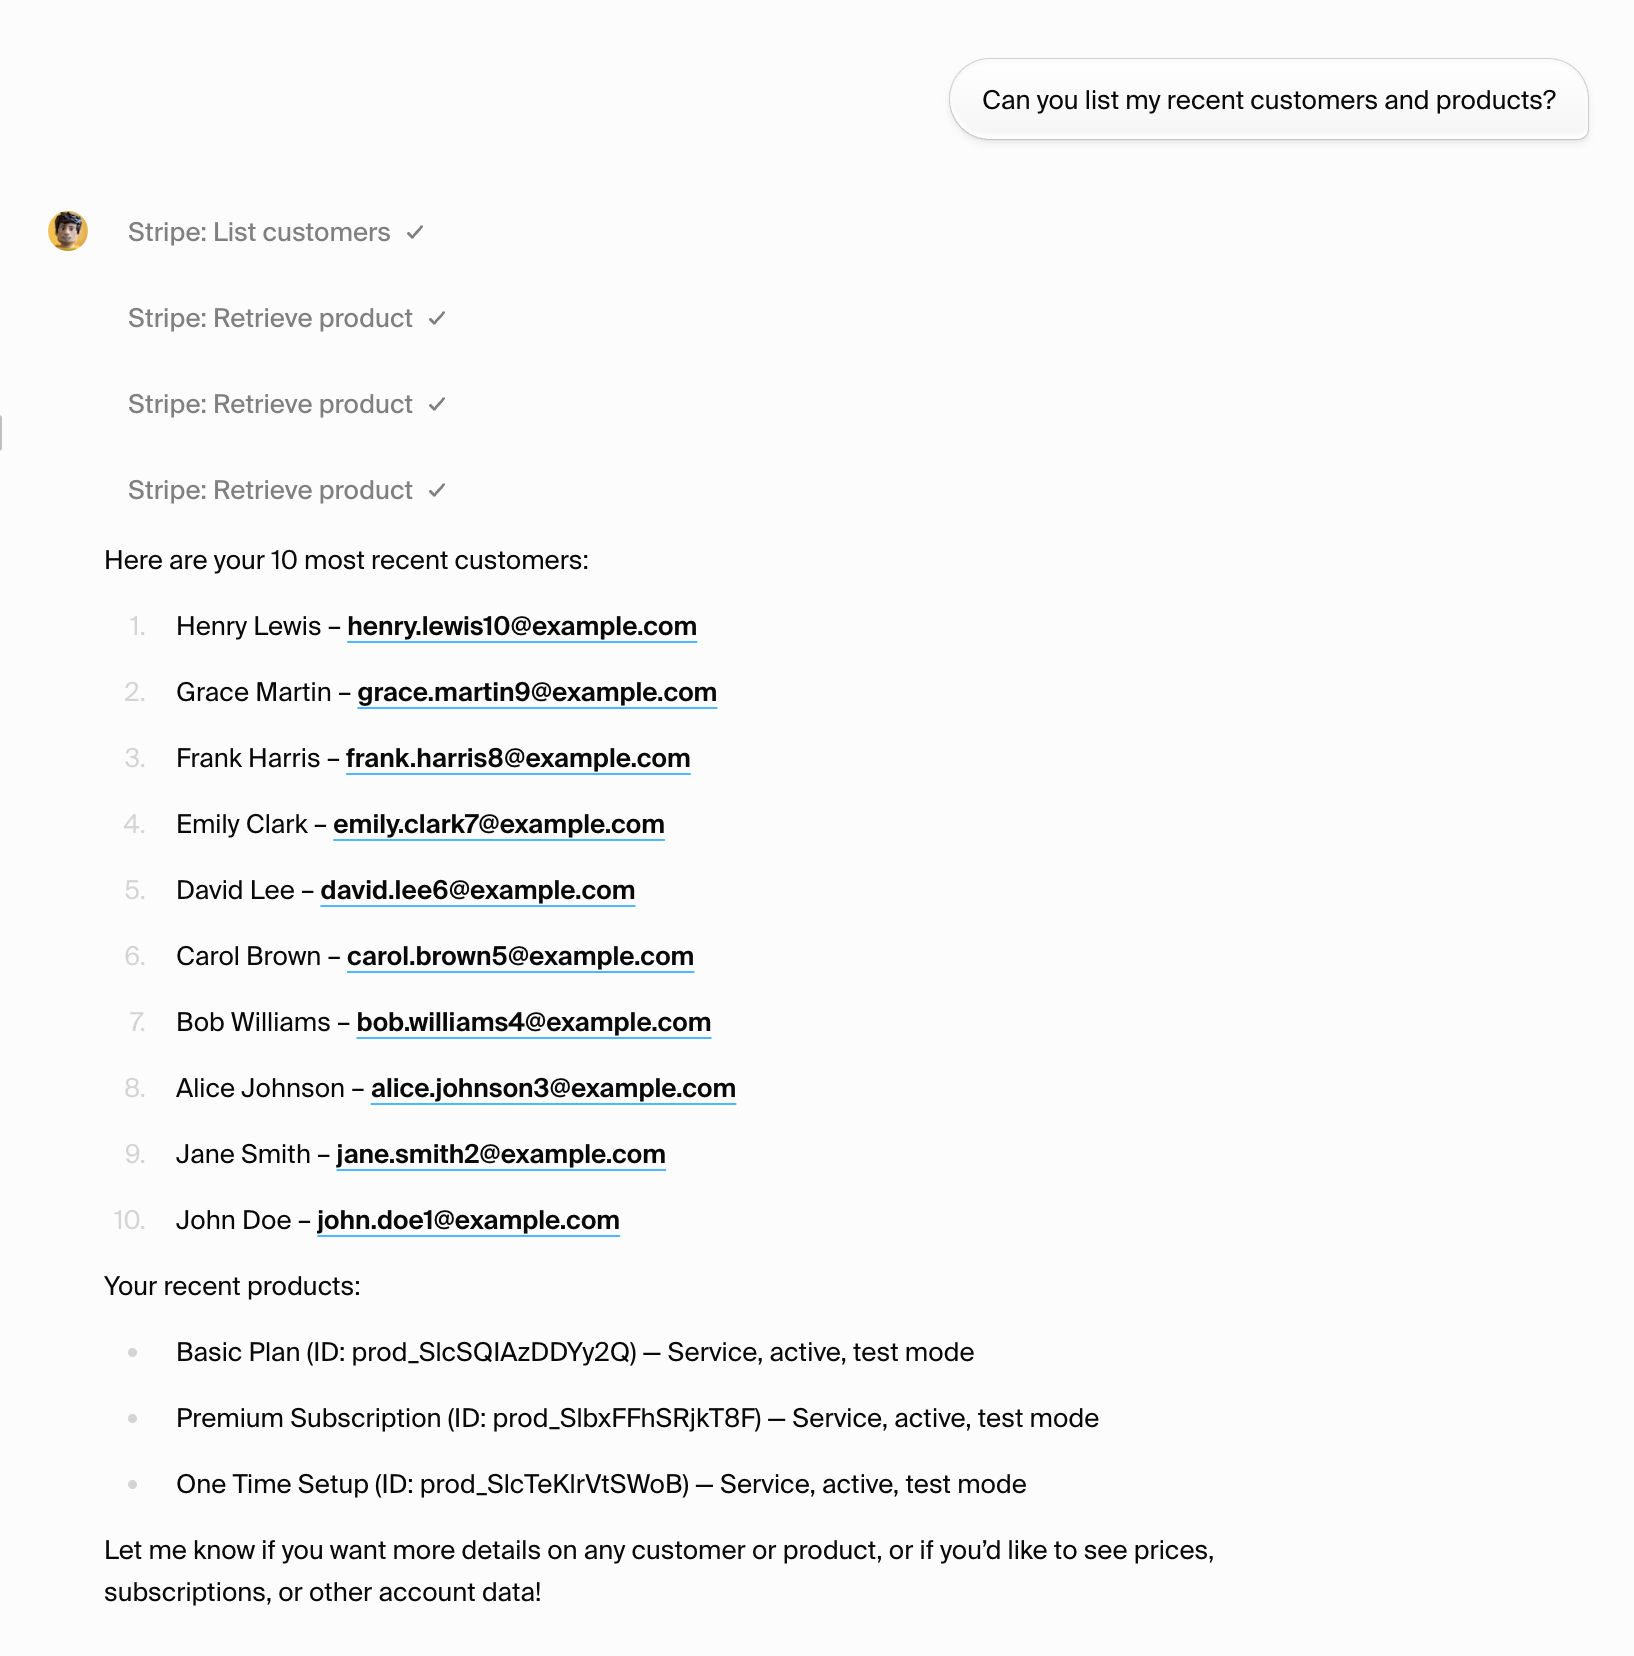 Can you list my recent customers and products?
Stripe: List customers
Stripe: Retrieve product
Stripe: Retrieve product
Stripe: Retrieve product
Here are your 10 most recent customers:
1. Henry Lewis – henry.lewis10@example.com
2. Grace Martin – grace.martin9@example.com
3. Frank Harris – frank.harris8@example.com
4. Emily Clark – emily.clark7@example.com
5. David Lee – david.lee6@example.com
6. Carol Brown – carol.brown5@example.com
7. Bob Williams – bob.williams4@example.com
8. Alice Johnson – alice.johnson3@example.com
9. Jane Smith – jane.smith2@example.com
10. John Doe – john.doe1@example.com
Your recent products:
• Basic Plan (ID: prod_SlcSQIAzDDYy2Q) — Service, active, test mode
• Premium Subscription (ID: prod_SlbxFFhSRjkT8F) — Service, active, test mode
• One Time Setup (ID: prod_SlcTeKlrVtSWoB) — Service, active, test mode
Let me know if you want more details on any customer or product, or if you’d like to see prices,
subscriptions, or other account data!